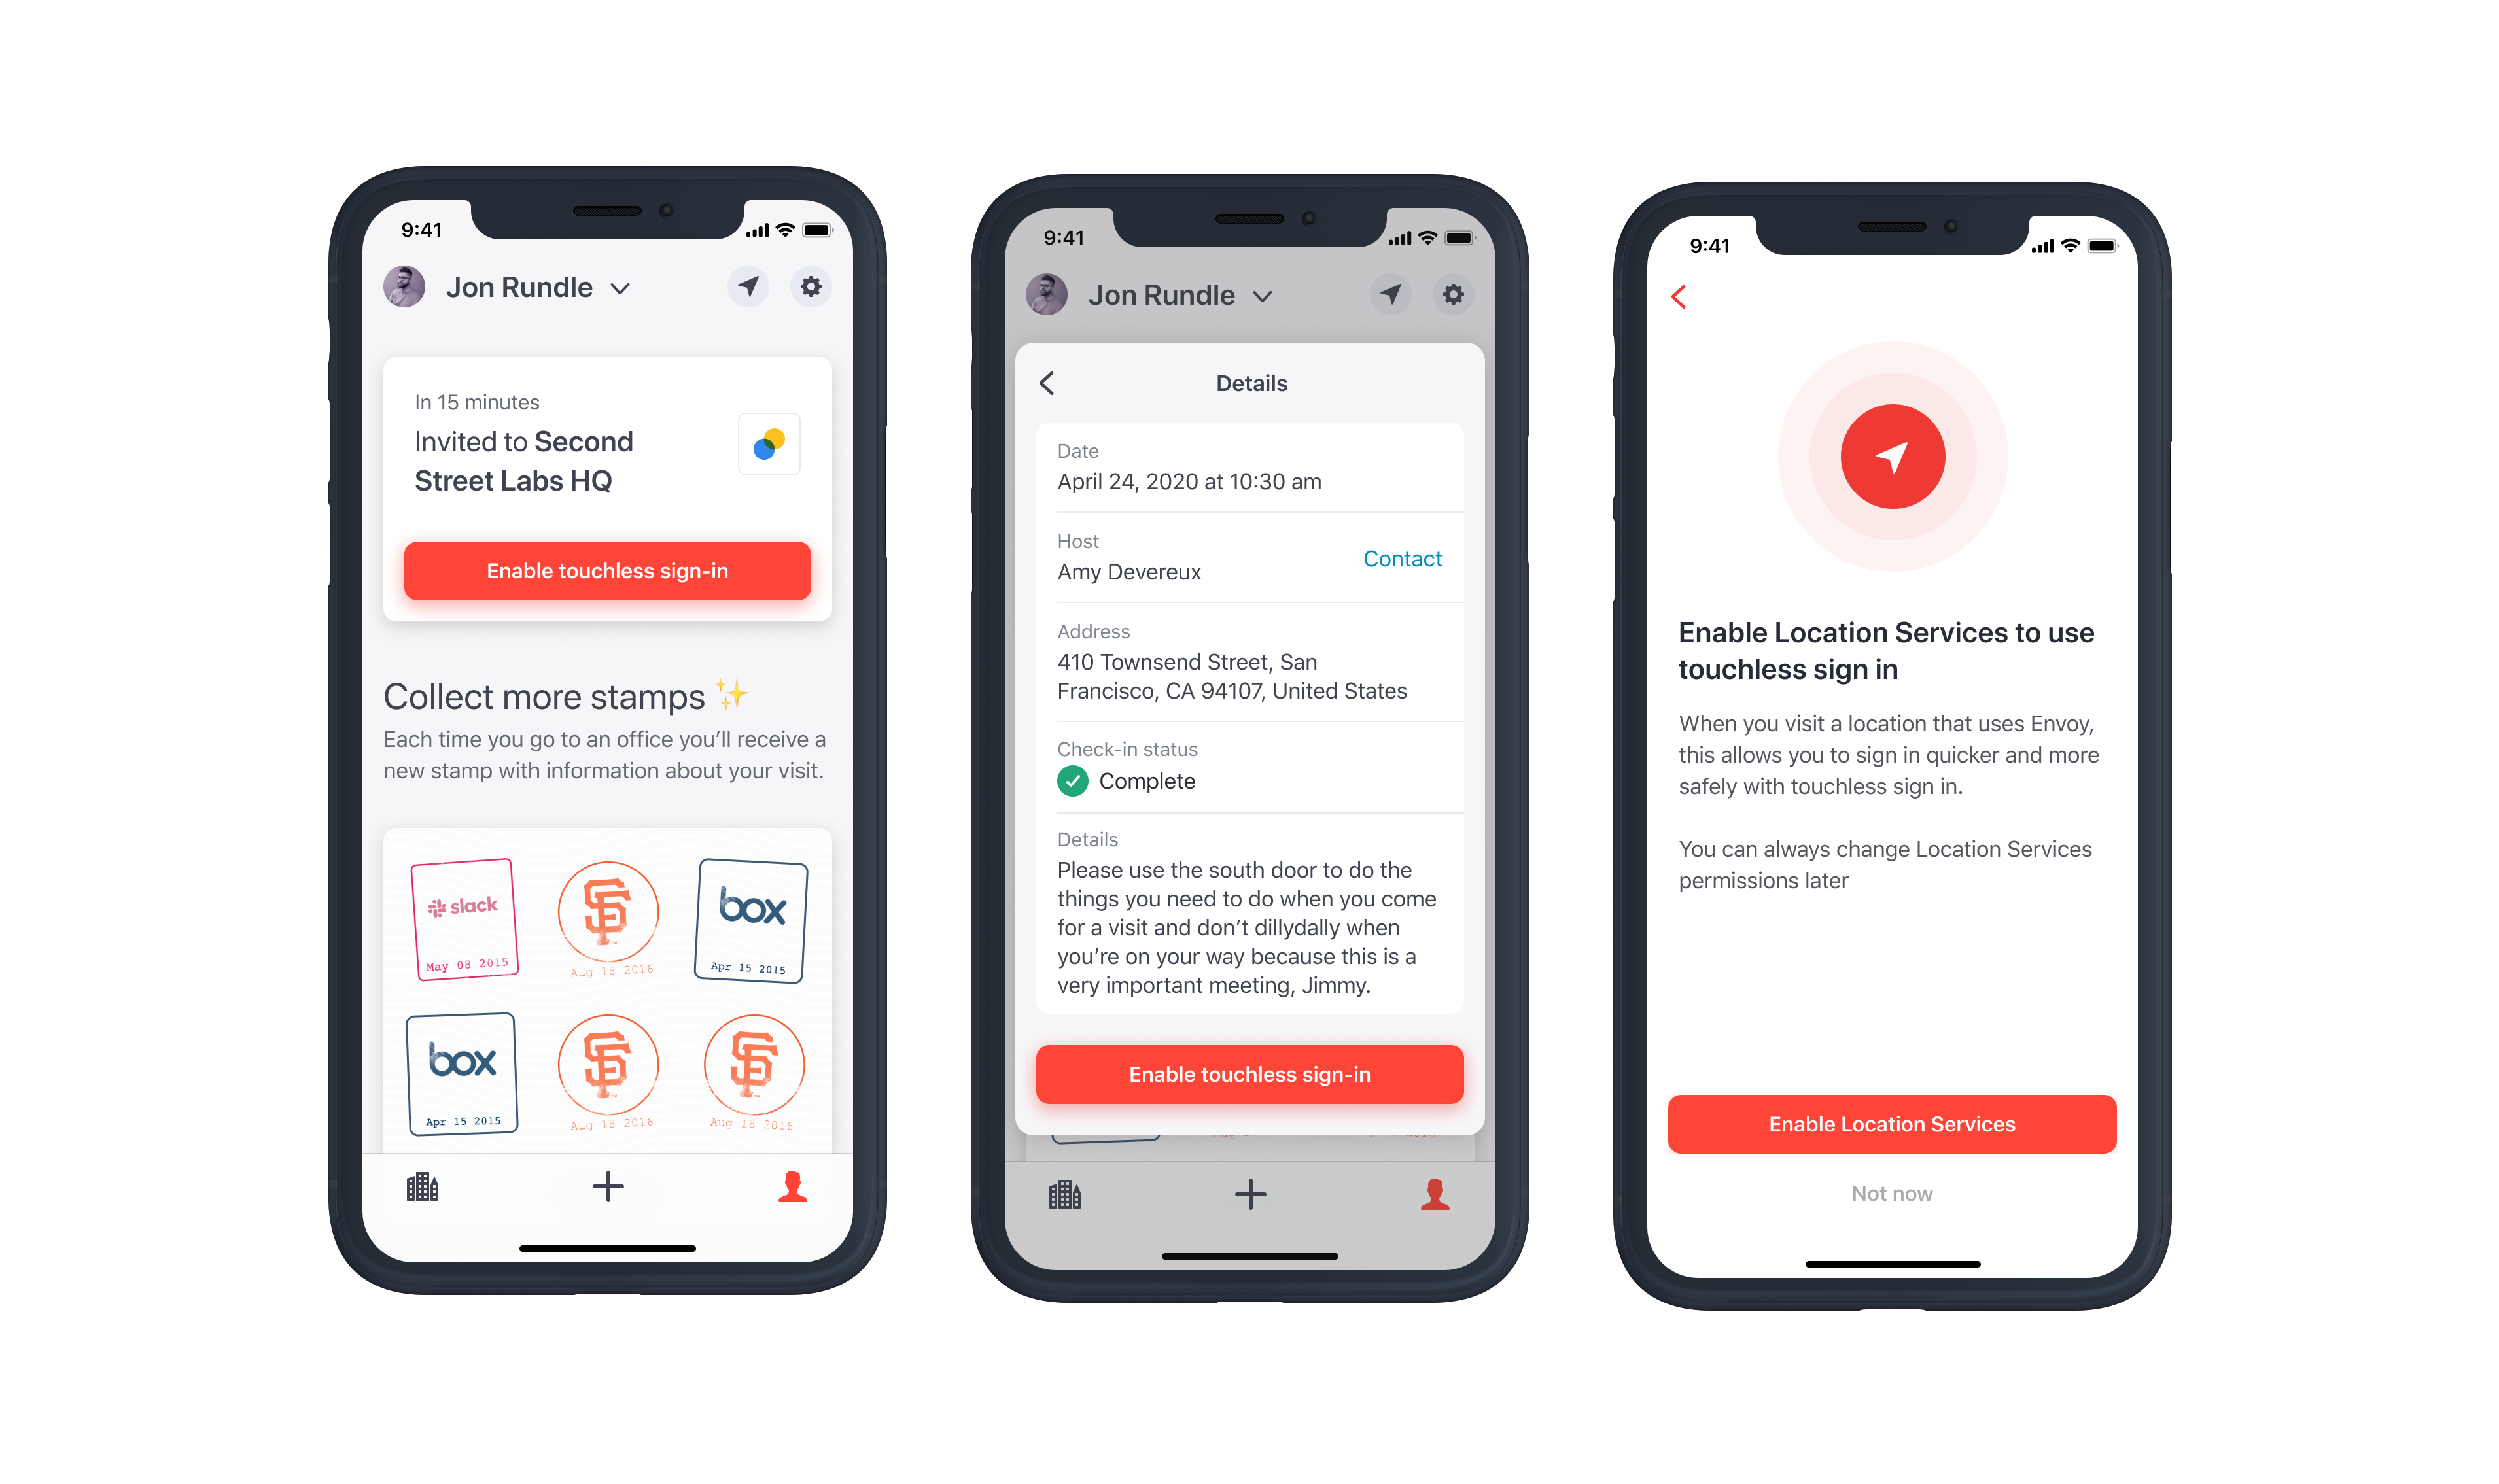 9:41
Jon Rundle
In 15 minutes
Invited to Second
Street Labs HQ
Enable touchless sign-in
Collect more stamps ✨
Each time you go to an office you’ll receive a
new stamp with information about your visit.
slack
May 08 2015
SF
Aug 18 2016
box
Apr 15 2015
box
Apr 15 2015
SF
Aug 18 2016
SF
Aug 18 2016
9:41
Jon Rundle
Details
Date
April 24, 2020 at 10:30 am
Host
Amy Devereux
Contact
Address
410 Townsend Street, San
Francisco, CA 94107, United States
Check-in status
Complete
Details
Please use the south door to do the
things you need to do when you come
for a visit and don’t dillydally when
you’re on your way because this is a
very important meeting, Jimmy.
Enable touchless sign-in
9:41
Enable Location Services to use
touchless sign in
When you visit a location that uses Envoy,
this allows you to sign in quicker and more
safely with touchless sign in.
You can always change Location Services
permissions later
Enable Location Services
Not now